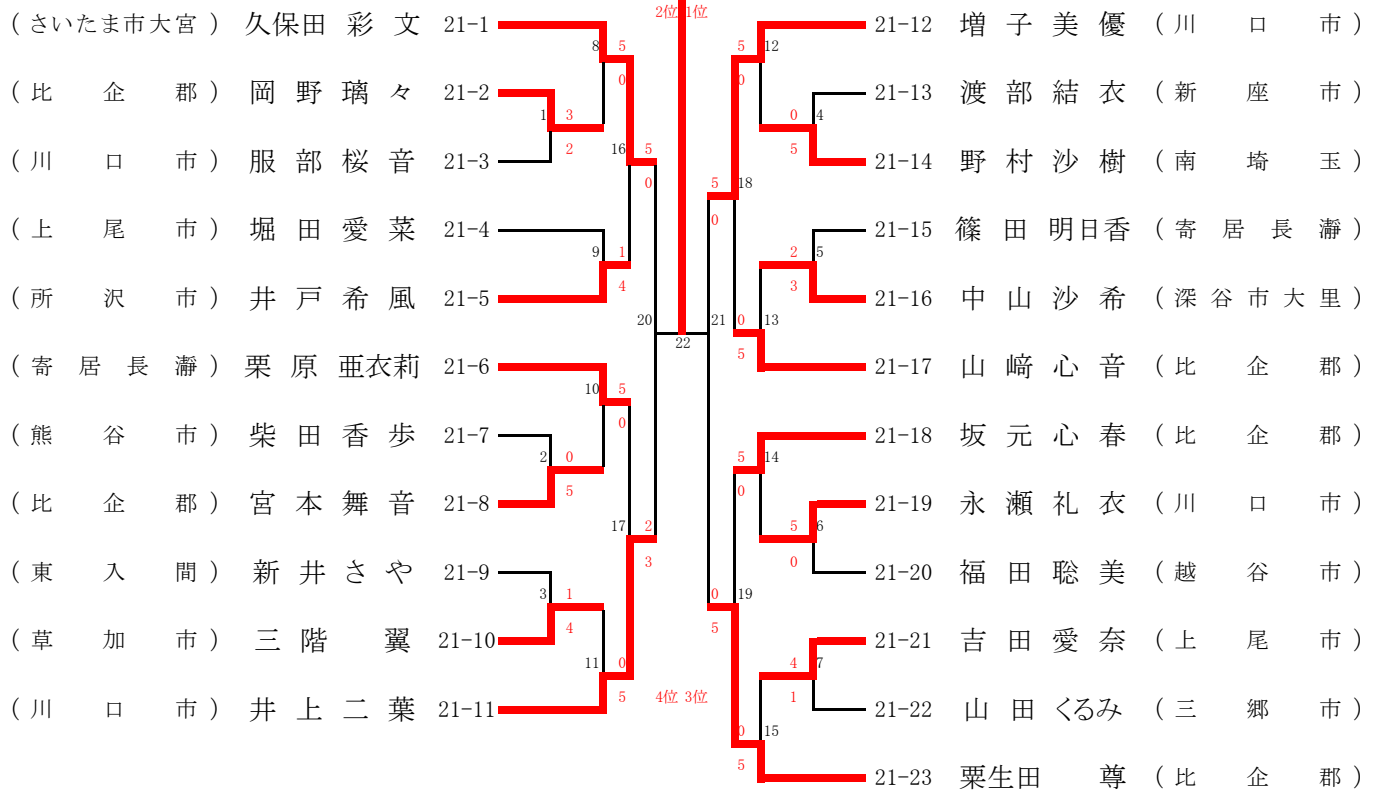 2位 1位
(さいたま市大宮) 久保田 彩 文 21-1
8 5
0
(比企郡) 岡野璃々 21-2
1 3
2
(川口市) 服部桜音 21-3
16 5
0
(上尾市) 堀田愛菜 21-4
9 1
4
(所沢市) 井戸希風 21-5
20
22
(寄居長瀞) 栗原 亜衣莉 21-6
10 5
0
(熊谷市) 柴田香歩 21-7
2 0
5
(比企郡) 宮本舞音 21-8
17 2
3
(東入間) 新井さや 21-9
3 1
4
(草加市) 三階 翼 21-10
11 0
5
4位 3位
(川口市) 井上二葉 21-11
21-12 増子美優 (川口市)
5 12
0
21-13 渡部結衣 (新座市)
0 4
5
21-14 野村沙樹 (南埼玉)
5 18
0
21-15 篠田 明日香 (寄居長瀞)
2 5
3
21-16 中山沙希 (深谷市大里)
21 0 13
5
21-17 山﨑心音 (比企郡)
21-18 坂元心春 (比企郡)
5 14
0
21-19 永瀬礼衣 (川口市)
5 6
0
21-20 福田聡美 (越谷市)
0 19
5
21-21 吉田愛奈 (上尾市)
4 7
1
21-22 山田 くるみ (三郷市)
0 15
5
21-23 粟生田 尊 (比企郡)